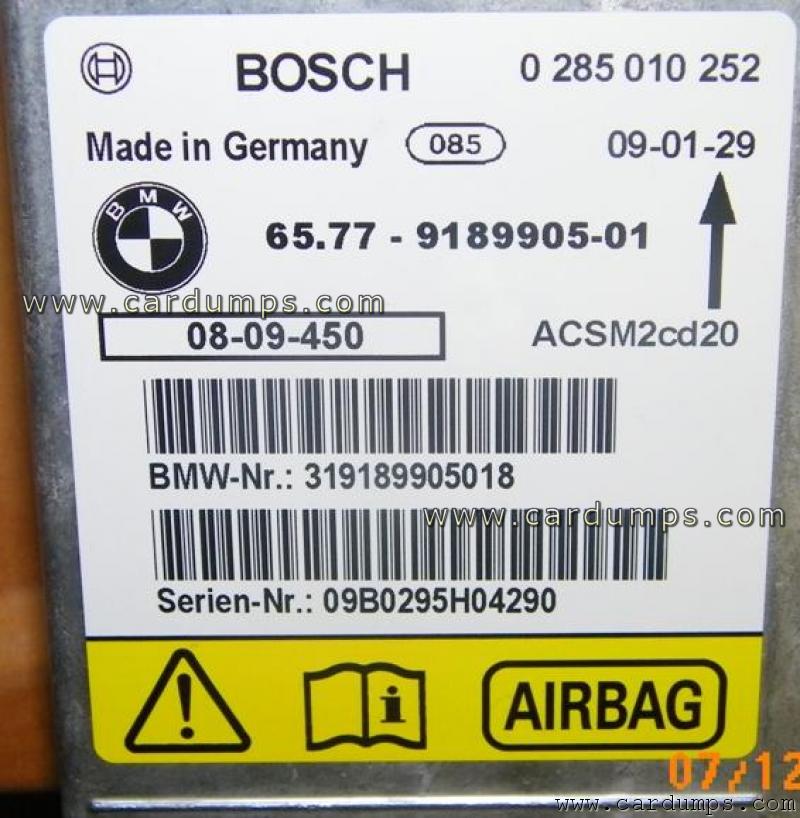 BOSCH 0 285 010 252
Made in Germany 085 09-01-29
BMW
65.77 - 9189905-01
www.cardumps.com
08-09-450 ACSM2cd20
BMW-Nr.: 319189905018
www.cardumps.com
Serien-Nr.: 09B0295H04290
! i AIRBAG
07/12
www.cardumps.com